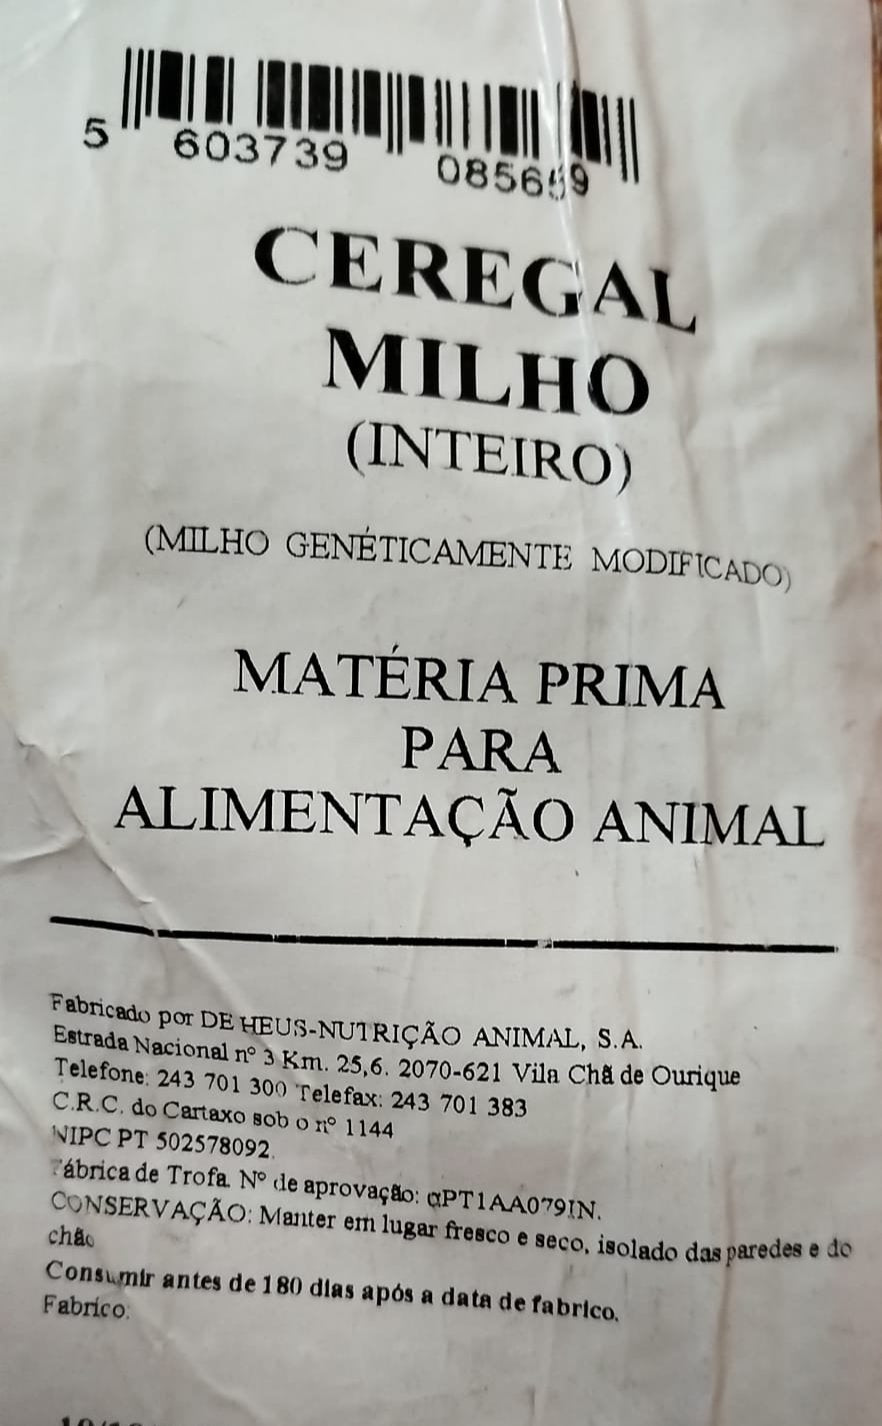 5 603739 085659
CEREGAL
MILHO
(INTEIRO)
(MILHO GENÉTICAMENTE MODIFICADO)
MATÉRIA PRIMA
PARA
ALIMENTAÇÃO ANIMAL
Fabricado por DE HEUS-NUTRIÇÃO ANIMAL, S.A.
Estrada Nacional nº 3 Km. 25,6. 2070-621 Vila Chã de Ourique
Telefone: 243 701 300 Telefax: 243 701 383
C.R.C. do Cartaxo sob o nº 1144
NIPC PT 502578092.
Fábrica de Trofa. Nº de aprovação: αPT1AA079IN.
CONSERVAÇÃO: Manter em lugar fresco e seco, isolado das paredes e do
chão
Consumir antes de 180 dias após a data de fabrico.
Fabrico: